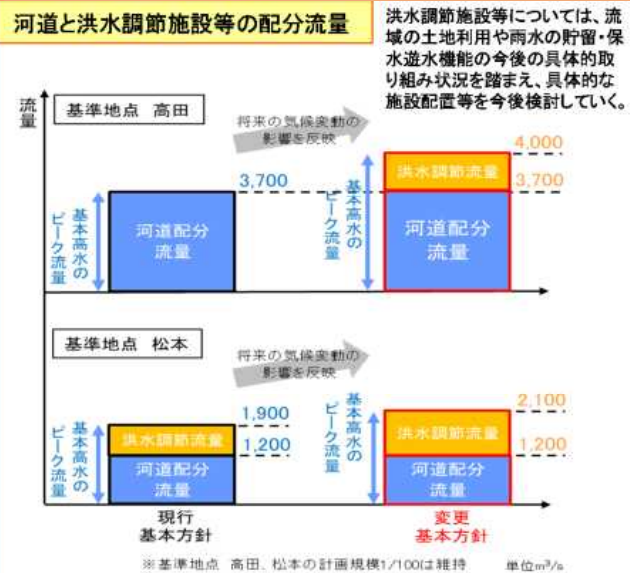 河道と洪水調節施設等の配分流量
洪水調節施設等については、流
域の土地利用や雨水の貯留・保
水遊水機能の今後の具体的取
り組み状況を踏まえ、具体的な
施設配置等を今後検討していく。
流量
基準地点 高田
将来の気候変動の
影響を反映
4,000
3,700
3,700
洪水調節流量
基本高水の
ピーク流量
河道配分
流量
基本高水の
ピーク流量
河道配分
流量
基準地点 松本
将来の気候変動の
影響を反映
基本高水の
ピーク流量
1,900
1,200
洪水調節流量
河道配分
流量
基本高水の
ピーク流量
2,100
1,200
洪水調節流量
河道配分
流量
現行
基本方針
変更
基本方針
※基準地点 高田、松本の計画規模1/100は維持 単位m³/s